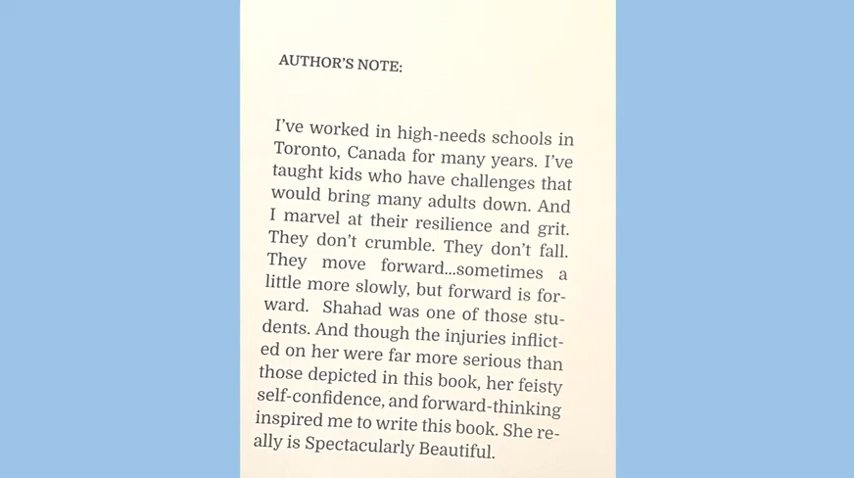 AUTHOR'S NOTE:
I've worked in high-needs schools in
Toronto, Canada for many years. I've
taught kids who have challenges that
would bring many adults down. And
I marvel at their resilience and grit.
They don't crumble. They don't fall.
They move forward...sometimes a
little more slowly, but forward is for-
ward. Shahad was one of those stu-
dents. And though the injuries inflict-
ed on her were far more serious than
those depicted in this book, her feisty
self-confidence, and forward-thinking
inspired me to write this book. She re-
ally is Spectacularly Beautiful.